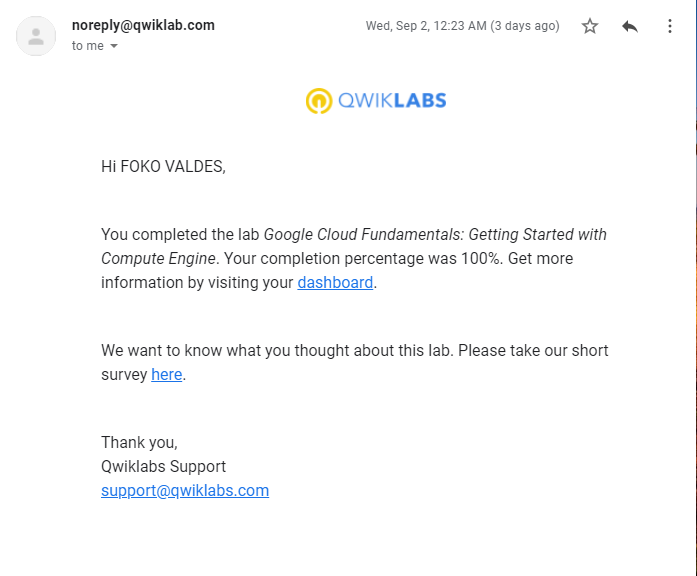 noreply@qwiklab.com
Wed, Sep 2, 12:23 AM (3 days ago)
to me
QWIKLABS
Hi FOKO VALDES,
You completed the lab Google Cloud Fundamentals: Getting Started with
Compute Engine. Your completion percentage was 100%. Get more
information by visiting your dashboard.
We want to know what you thought about this lab. Please take our short
survey here.
Thank you,
Qwiklabs Support
support@qwiklabs.com